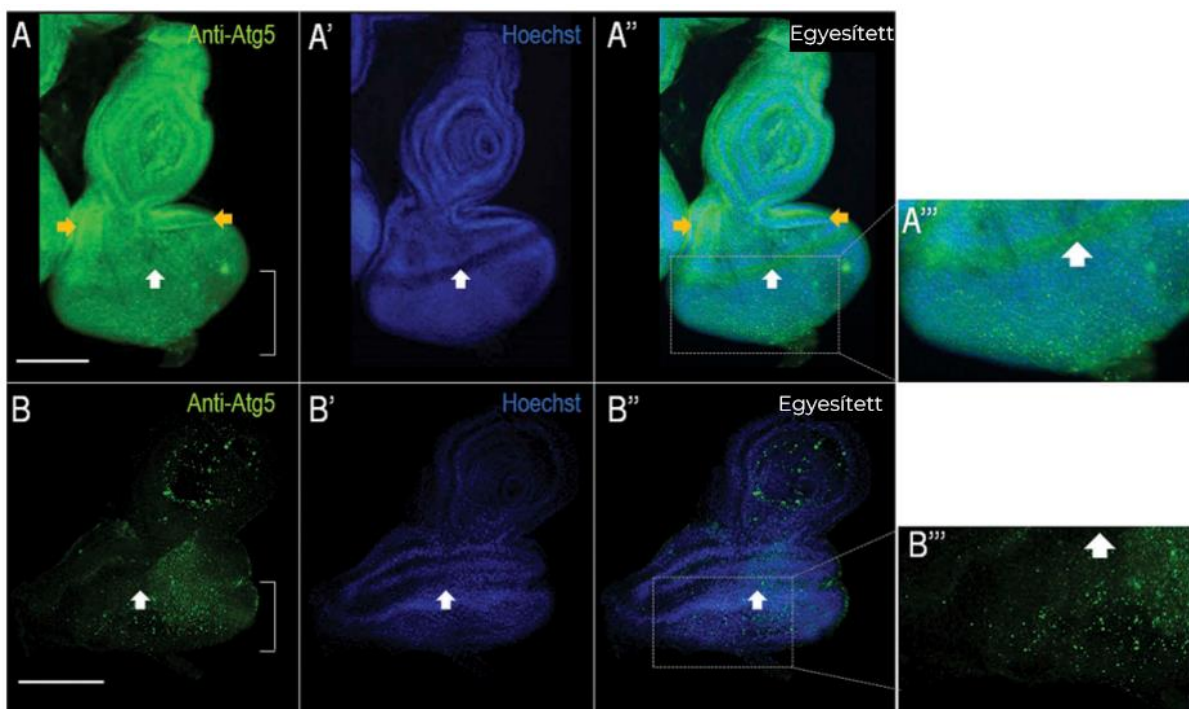 A Anti-Atg5
A' Hoechst
A'' Egyesített
A'''
B Anti-Atg5
B' Hoechst
B'' Egyesített
B'''